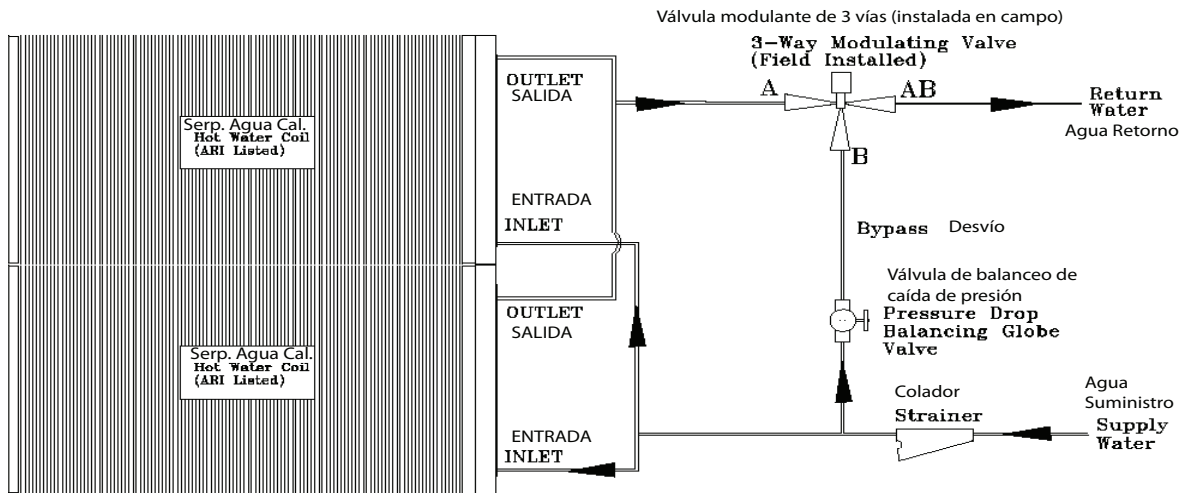 Válvula modulante de 3 vías (instalada en campo)
3-Way Modulating Valve
(Field Installed)
OUTLET
SALIDA
A
AB
Return
Water
Agua Retorno
Serp. Agua Cal.
Hot Water Coil
(ARI Listed)
B
ENTRADA
INLET
Bypass Desvío
Válvula de balanceo de
caída de presión
Pressure Drop
Balancing Globe
Valve
OUTLET
SALIDA
Serp. Agua Cal.
Hot Water Coil
(ARI Listed)
Colador
Strainer
Agua
Suministro
Supply
Water
ENTRADA
INLET